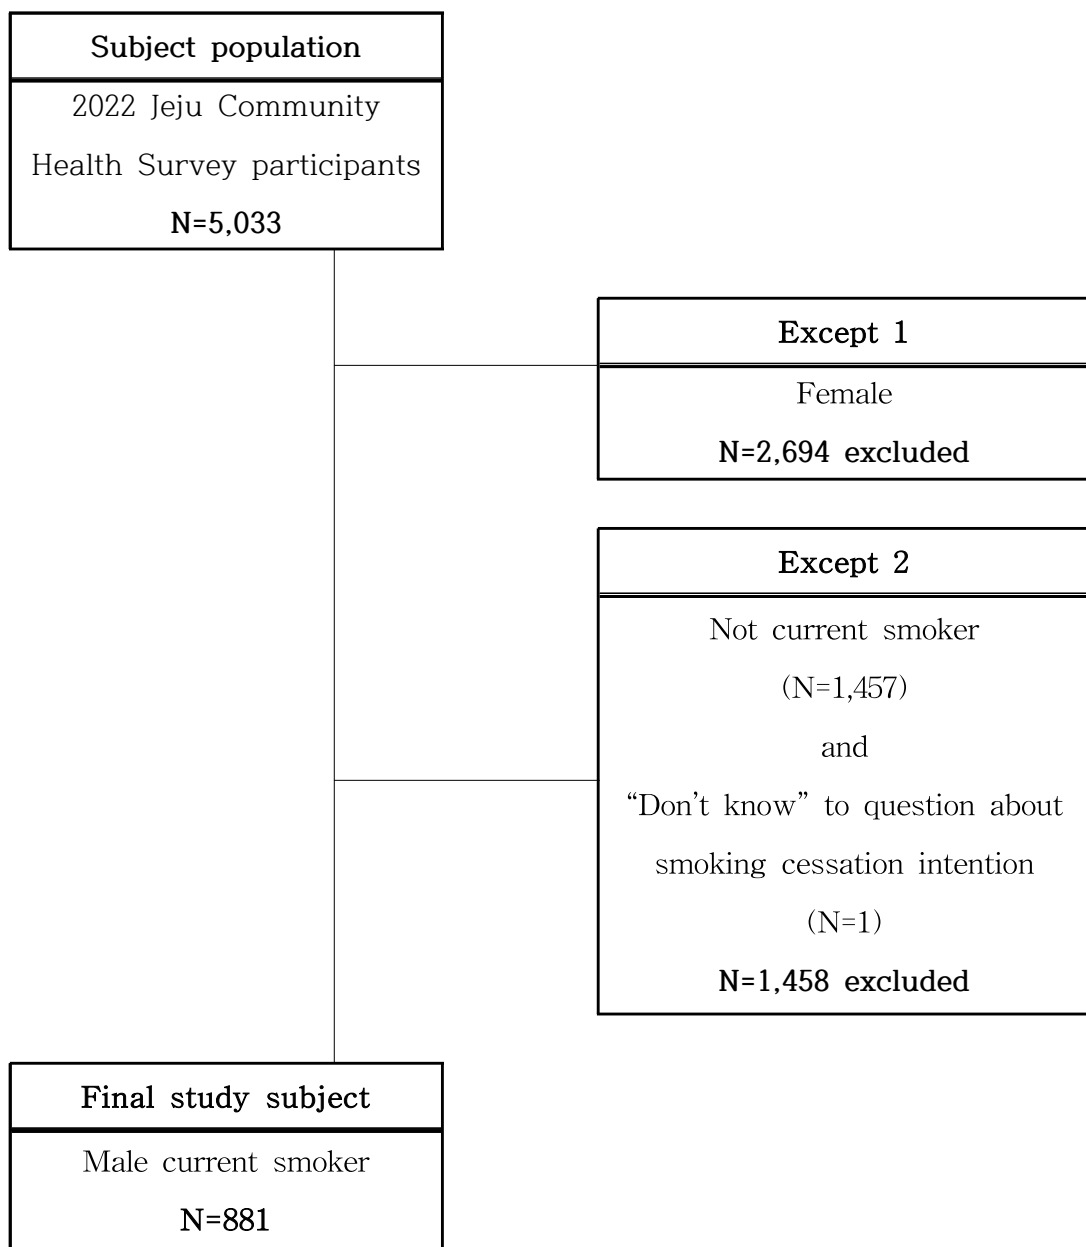 Subject population
2022 Jeju Community
Health Survey participants
N=5,033
Except 1
Female
N=2,694 excluded
Except 2
Not current smoker
(N=1,457)
and
“Don’t know” to question about
smoking cessation intention
(N=1)
N=1,458 excluded
Final study subject
Male current smoker
N=881